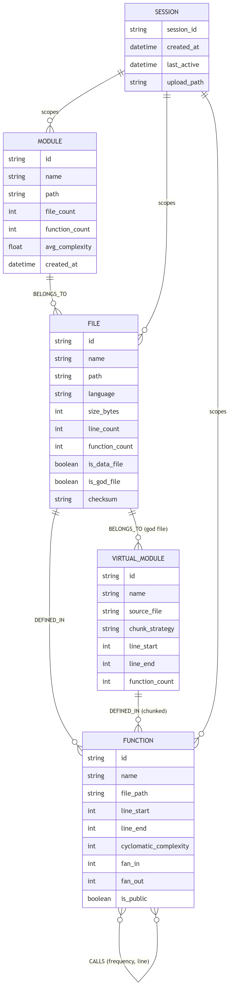 SESSION
string session_id
datetime created_at
datetime last_active
string upload_path
scopes
MODULE
string id
string name
string path
int file_count
int function_count
float avg_complexity
datetime created_at
scopes
BELONGS_TO
FILE
string id
string name
string path
string language
int size_bytes
int line_count
int function_count
boolean is_data_file
boolean is_god_file
string checksum
scopes
BELONGS_TO (god file)
VIRTUAL_MODULE
string id
string name
string source_file
string chunk_strategy
int line_start
int line_end
int function_count
DEFINED_IN
DEFINED_IN (chunked)
FUNCTION
string id
string name
string file_path
int line_start
int line_end
int cyclomatic_complexity
int fan_in
int fan_out
boolean is_public
CALLS (frequency, line)